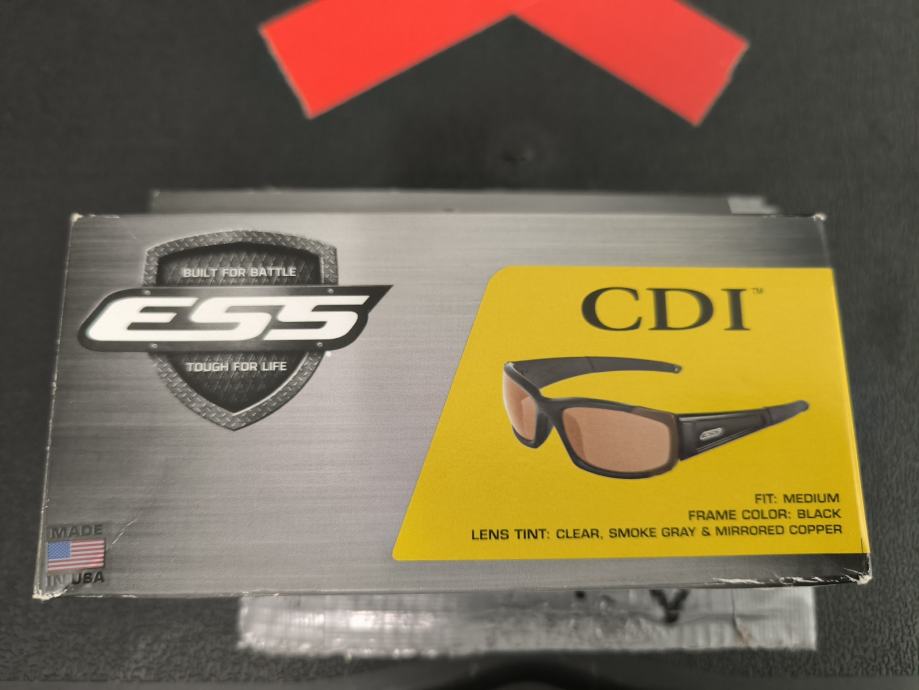 BUILT FOR BATTLE
ESS
TOUGH FOR LIFE
MADE
IN USA
CDI™
ESS
FIT: MEDIUM
FRAME COLOR: BLACK
LENS TINT: CLEAR, SMOKE GRAY & MIRRORED COPPER